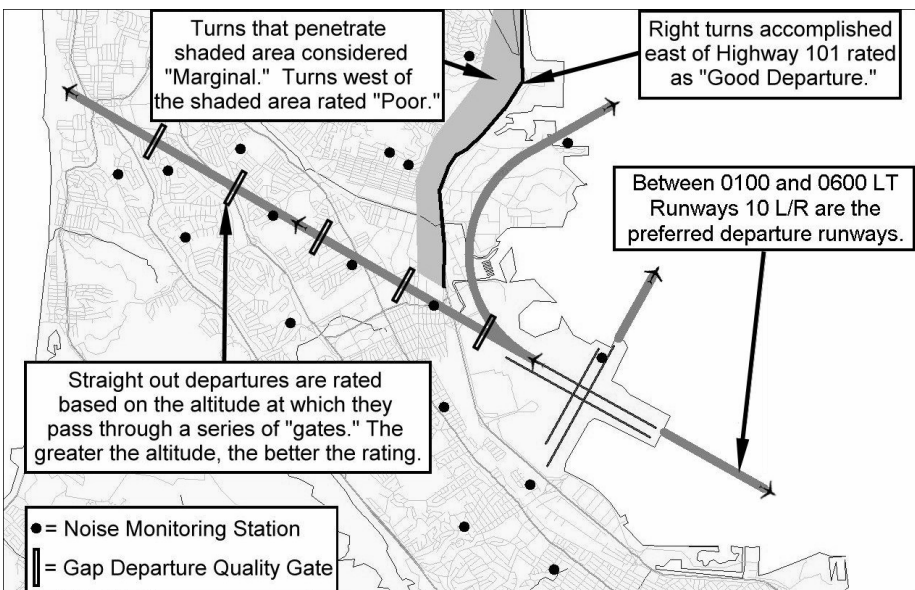 Turns that penetrate
shaded area considered
"Marginal." Turns west of
the shaded area rated "Poor."
Right turns accomplished
east of Highway 101 rated
as "Good Departure."
Between 0100 and 0600 LT
Runways 10 L/R are the
preferred departure runways.
Straight out departures are rated
based on the altitude at which they
pass through a series of "gates." The
greater the altitude, the better the rating.
= Noise Monitoring Station
= Gap Departure Quality Gate